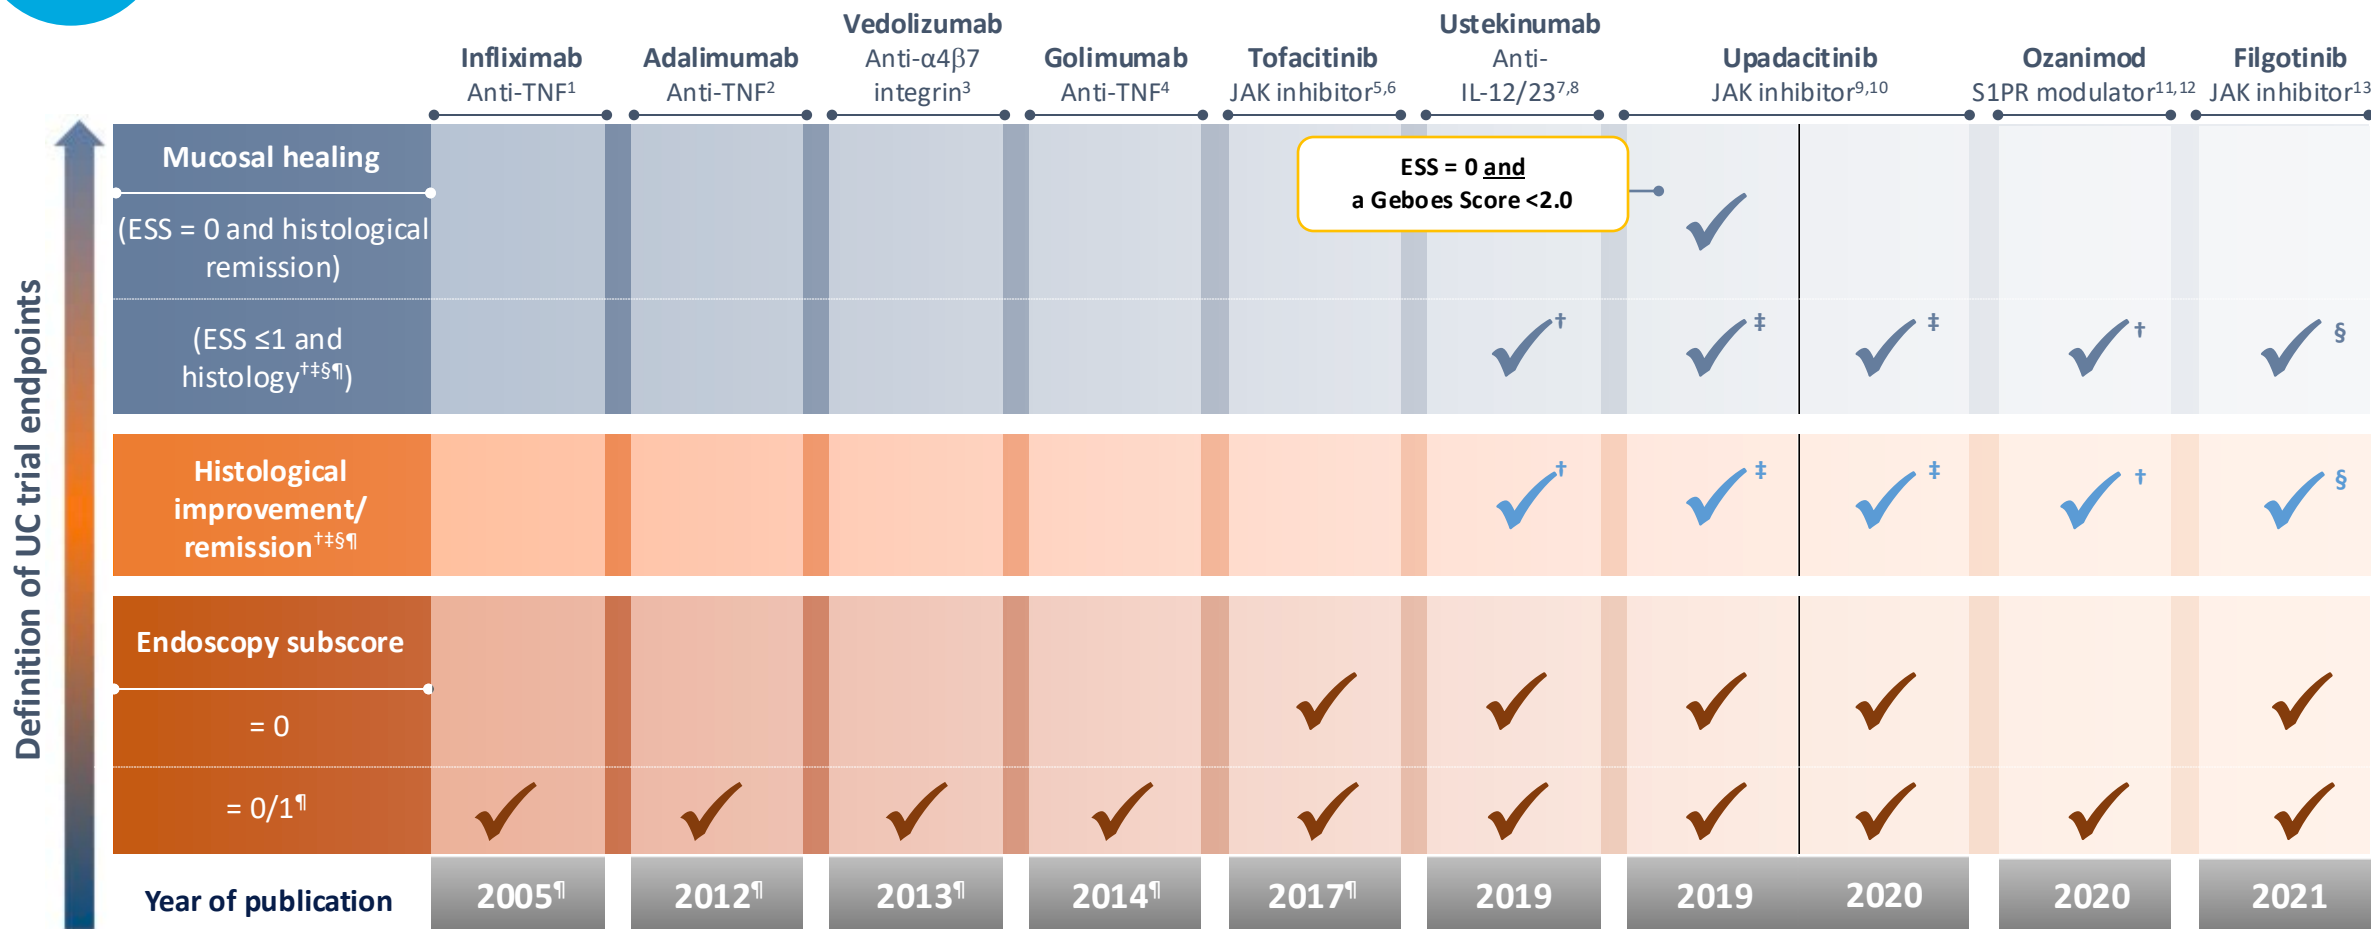 Infliximab
Anti-TNF¹
Adalimumab
Anti-TNF²
Vedolizumab
Anti-α4β7
integrin³
Golimumab
Anti-TNF⁴
Tofacitinib
JAK inhibitor⁵,⁶
Ustekinumab
Anti-
IL-12/23⁷,⁸
Upadacitinib
JAK inhibitor⁹,¹⁰
Ozanimod
S1PR modulator¹¹,¹²
Filgotinib
JAK inhibitor¹³
Definition of UC trial endpoints
Mucosal healing
(ESS = 0 and histological
remission)
ESS = 0 and
a Geboes Score <2.0
✓
(ESS ≤1 and
histology†‡§¶)
✓† ✓‡ ✓‡ ✓† ✓§
Histological
improvement/
remission†‡§¶
✓† ✓‡ ✓‡ ✓† ✓§
Endoscopy subscore
= 0
✓ ✓ ✓ ✓ ✓
= 0/1¶
✓ ✓ ✓ ✓ ✓ ✓ ✓ ✓ ✓ ✓
Year of publication 2005¶ 2012¶ 2013¶ 2014¶ 2017¶ 2019 2019 2020 2020 2021